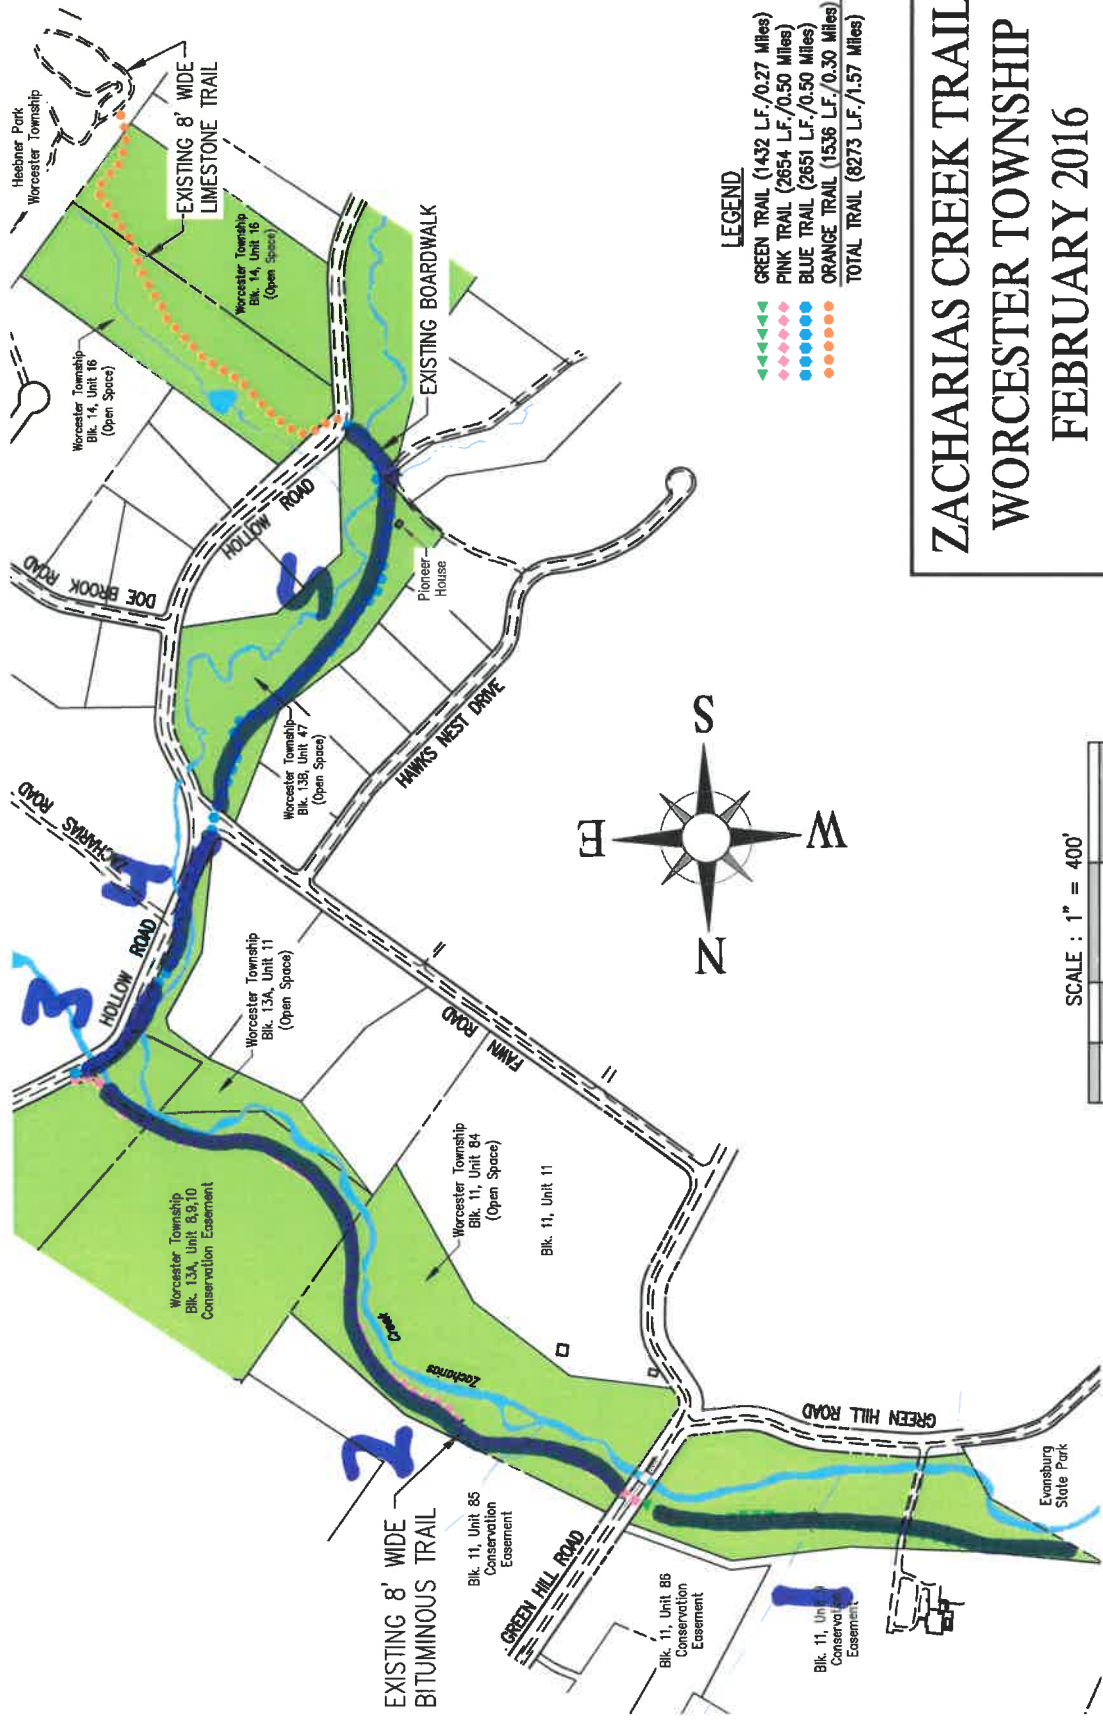 Heebner Park
Worcester Township
EXISTING 8' WIDE
LIMESTONE TRAIL
Worcester Township
Blk. 14, Unit 16
(Open Space)
Worcester Township
Blk. 14, Unit 16
(Open Space)
EXISTING BOARDWALK
HOLLOW ROAD
DOE BROOK ROAD
5
Pioneer
House
Worcester Township
Blk. 13B, Unit 47
(Open Space)
HAWKS NEST DRIVE
ZACHARIAS ROAD
4
HOLLOW ROAD
3
Worcester Township
Blk. 13A, Unit 11
(Open Space)
FAWN ROAD
Worcester Township
Blk. 13A, Unit 8,9,10
Conservation Easement
Worcester Township
Blk. 11, Unit 84
(Open Space)
Blk. 11, Unit 11
Zacharias Creek
2
EXISTING 8' WIDE
BITUMINOUS TRAIL
Blk. 11, Unit 85
Conservation
Easement
GREEN HILL ROAD
GREEN HILL ROAD
Blk. 11, Unit 86
Conservation
Easement
1
Blk. 11, Unit
Conservation
Easement
Evansburg
State Park
LEGEND
GREEN TRAIL (1432 L.F./0.27 Miles)
PINK TRAIL (2654 L.F./0.50 Miles)
BLUE TRAIL (2651 L.F./0.50 Miles)
ORANGE TRAIL (1536 L.F./0.30 Miles)
TOTAL TRAIL (8273 L.F./1.57 Miles)
N
E
S
W
SCALE : 1" = 400'
ZACHARIAS CREEK TRAIL
WORCESTER TOWNSHIP
FEBRUARY 2016